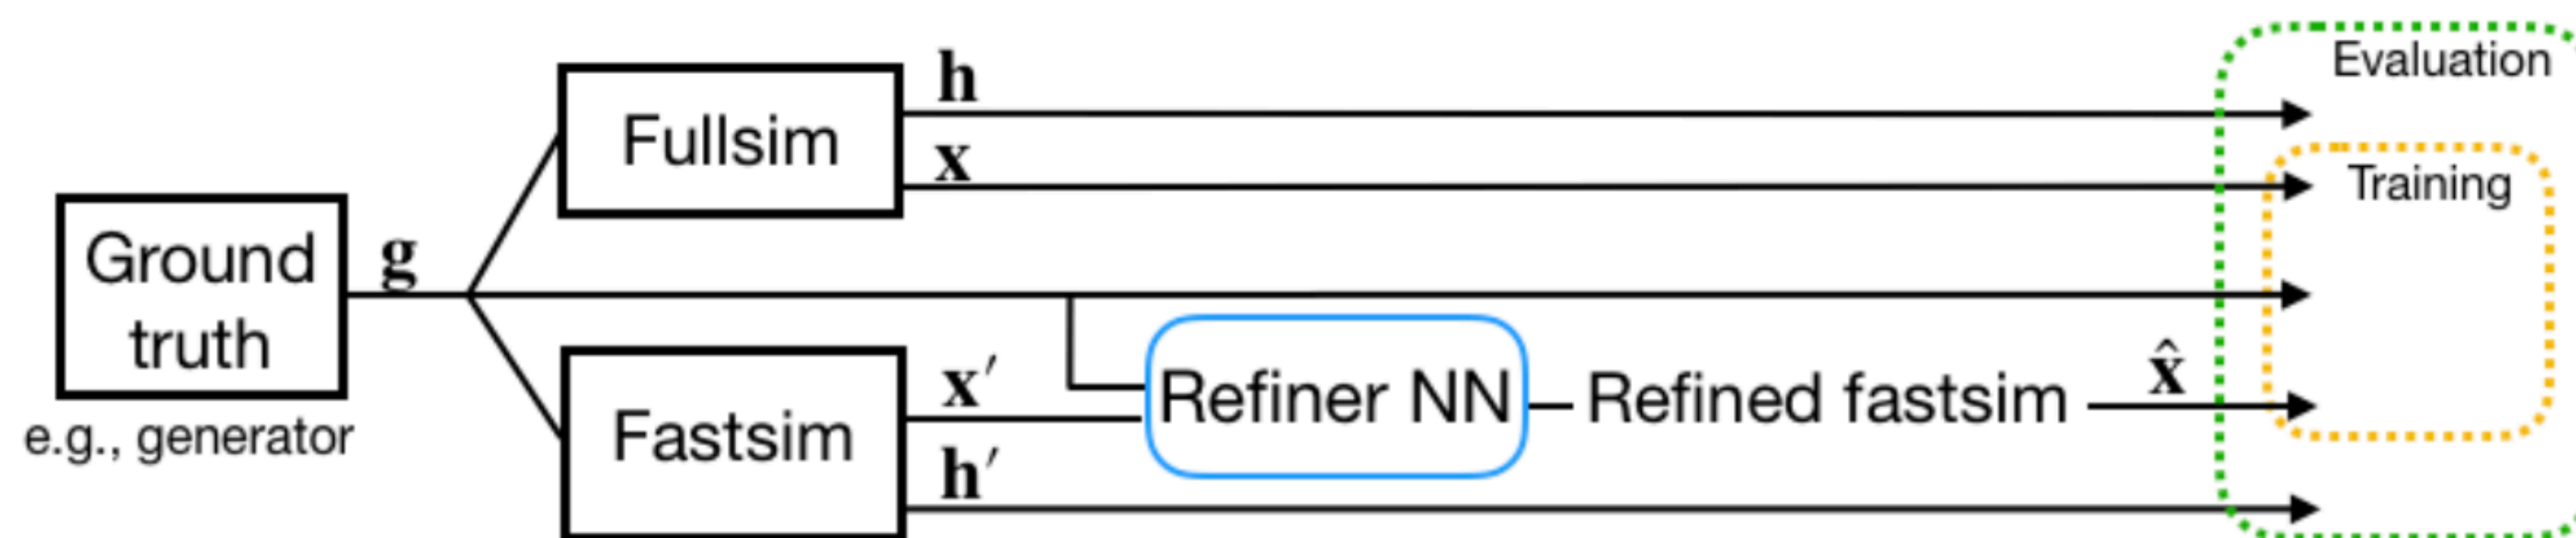 Evaluation
h
Fullsim
x
Training
Ground
truth
g
e.g., generator
Fastsim
x′
h′
Refiner NN
Refined fastsim
x̂